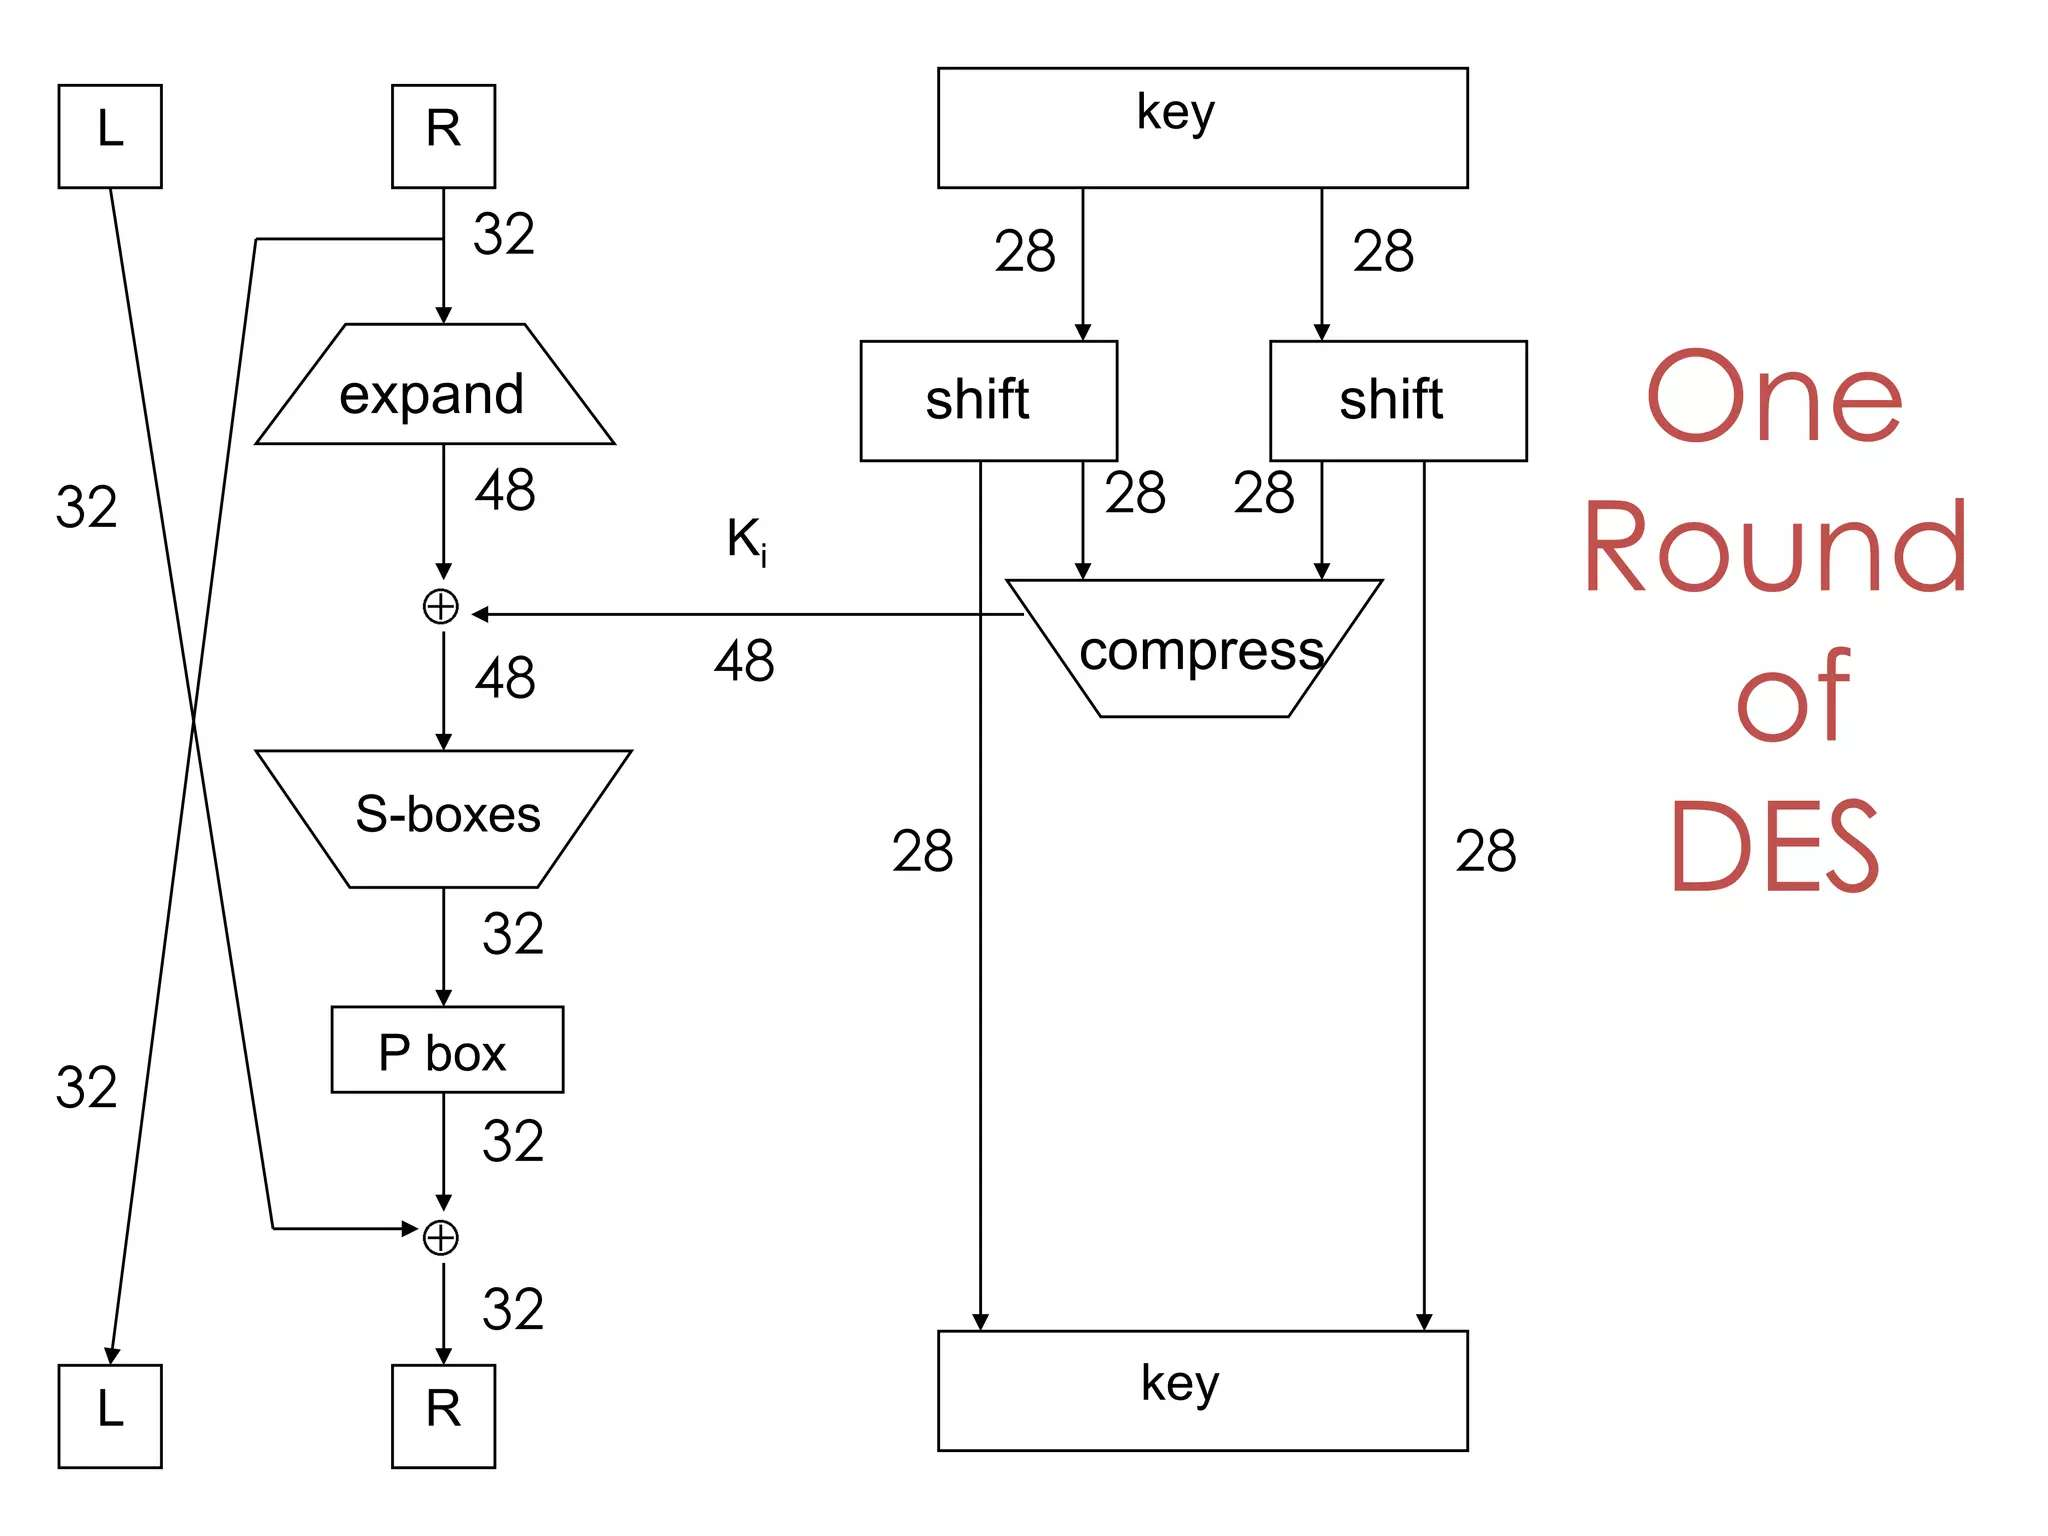 L
R
key
32
28
28
expand
shift
shift
One
Round
of
DES
32
48
28
28
K_i
48
48
compress
S-boxes
28
28
32
P box
32
32
32
L
R
key